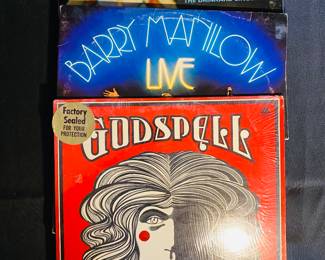 BARRY MANILOW
LIVE
Factory
Sealed
FOR YOUR
PROTECTION
GODSPELL